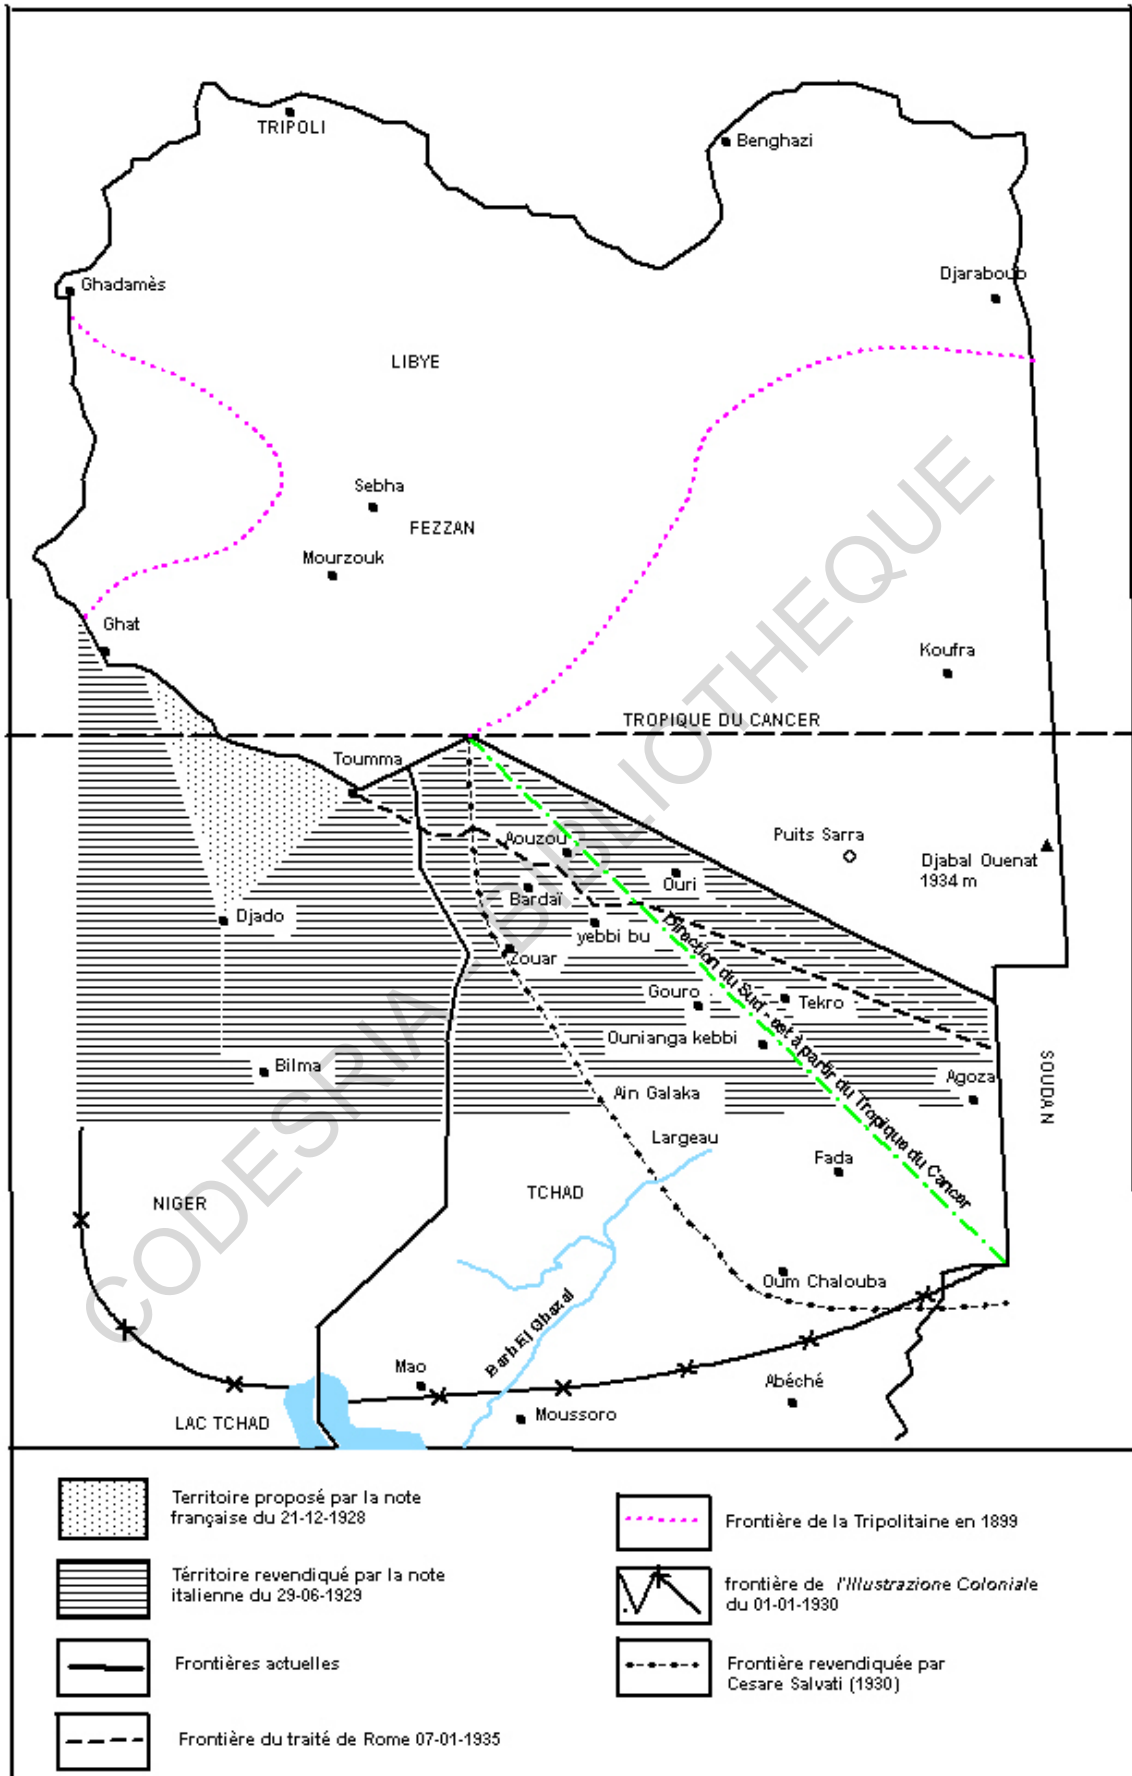 TRIPOLI
Benghazi
Ghadamès
Djaraboub
LIBYE
Sebha
FEZZAN
Mourzouk
Ghat
Koufra
TROPIQUE DU CANCER
Toumma
Puits Sarra
Aouzou
Djabal Ouenat
1934 m
Ouri
Bardaï
Djado
yebbi bu
Zouar
Direction du Sud - est à partir du Tropique du Cancer
Gouro
Tekro
Ounianga kebbi
Bilma
Agoza
SOUDAN
Ain Galaka
Largeau
Fada
NIGER
TCHAD
Oum Chalouba
Barh El Ghazal
Mao
Abéché
LAC TCHAD
Moussoro
CODESRIA - BIBLIOTHEQUE
Territoire proposé par la note
française du 21-12-1928
Térritoire revendiqué par la note
italienne du 29-06-1929
Frontières actuelles
Frontière du traité de Rome 07-01-1935
Frontière de la Tripolitaine en 1899
frontière de l'Illustrazione Coloniale
du 01-01-1930
Frontière revendiquée par
Cesare Salvati (1930)